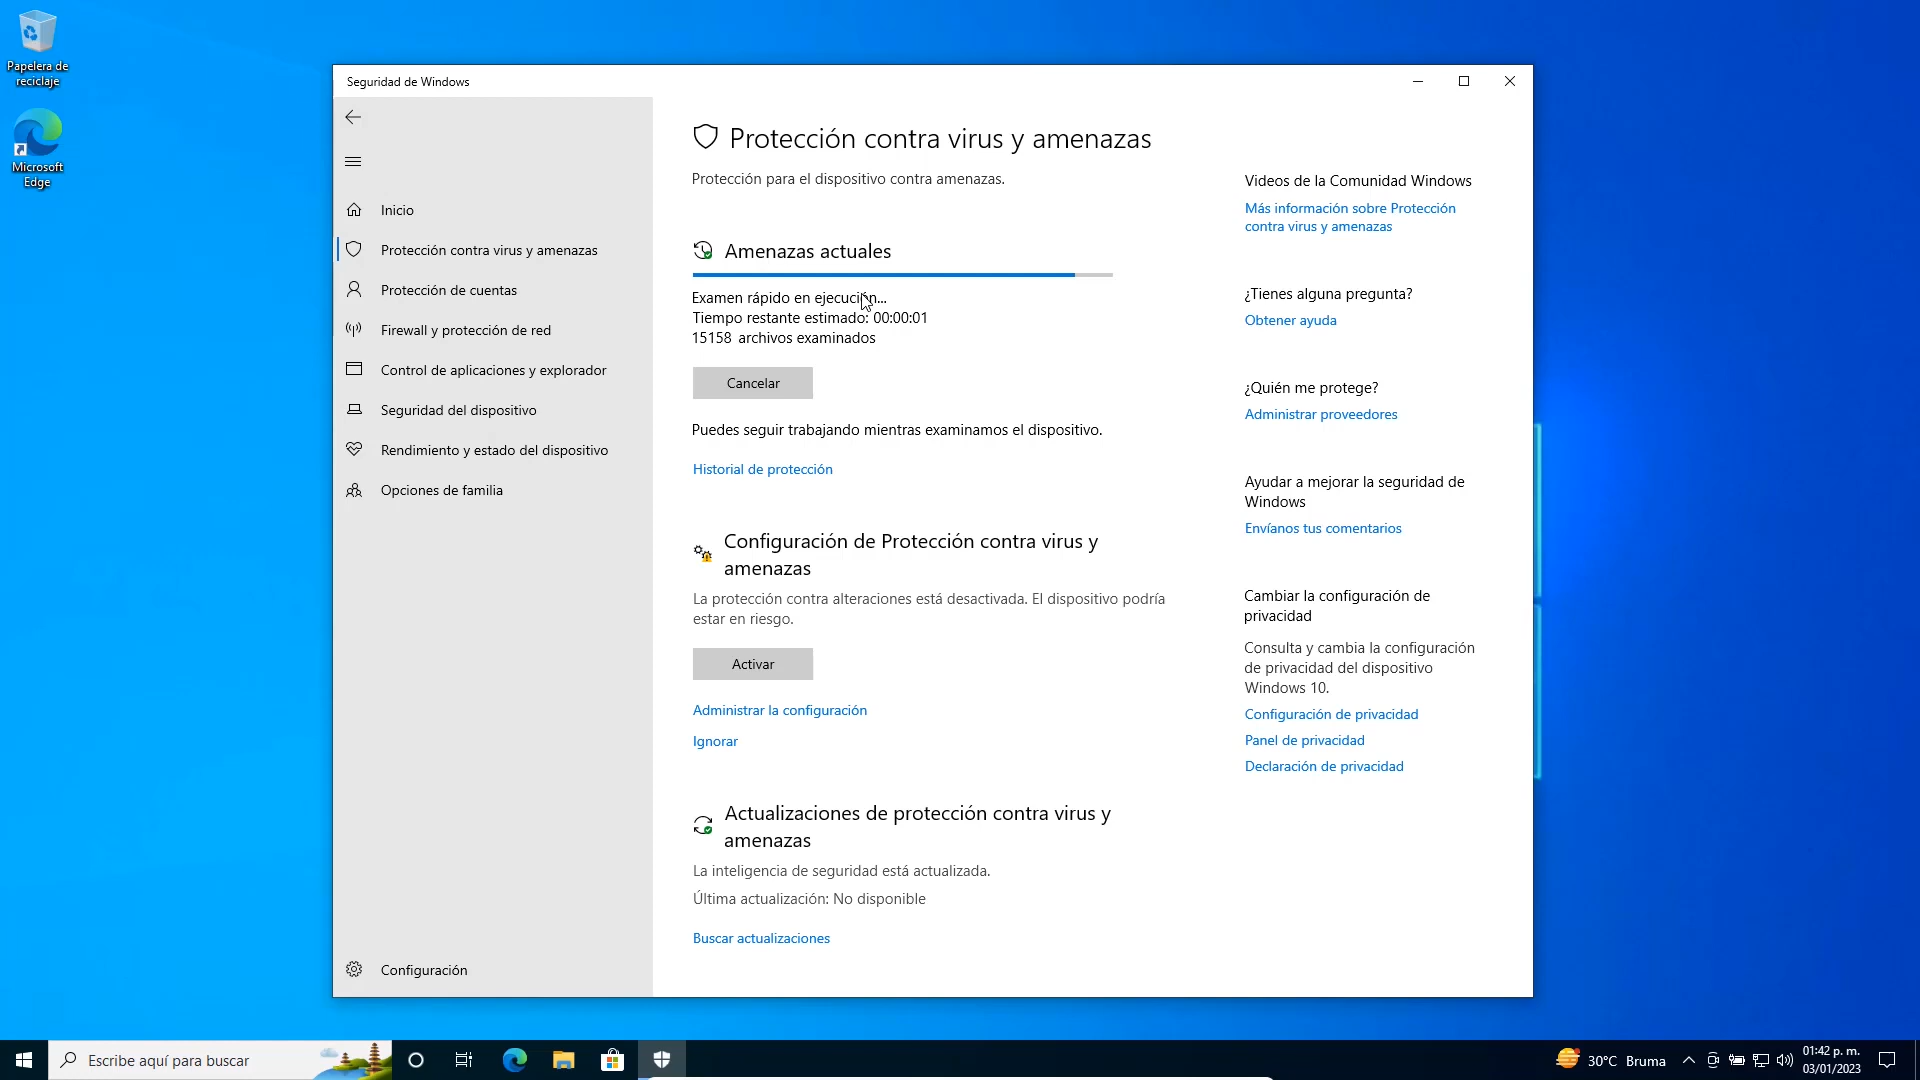 Papelera de
reciclaje
Microsoft
Edge
Seguridad de Windows
Inicio
Protección contra virus y amenazas
Protección de cuentas
Firewall y protección de red
Control de aplicaciones y explorador
Seguridad del dispositivo
Rendimiento y estado del dispositivo
Opciones de familia
Configuración
Protección contra virus y amenazas
Protección para el dispositivo contra amenazas.
Amenazas actuales
Examen rápido en ejecución...
Tiempo restante estimado: 00:00:01
15158 archivos examinados
Cancelar
Puedes seguir trabajando mientras examinamos el dispositivo.
Historial de protección
Configuración de Protección contra virus y
amenazas
La protección contra alteraciones está desactivada. El dispositivo podría
estar en riesgo.
Activar
Administrar la configuración
Ignorar
Actualizaciones de protección contra virus y
amenazas
La inteligencia de seguridad está actualizada.
Última actualización: No disponible
Buscar actualizaciones
Videos de la Comunidad Windows
Más información sobre Protección
contra virus y amenazas
¿Tienes alguna pregunta?
Obtener ayuda
¿Quién me protege?
Administrar proveedores
Ayudar a mejorar la seguridad de
Windows
Envíanos tus comentarios
Cambiar la configuración de
privacidad
Consulta y cambia la configuración
de privacidad del dispositivo
Windows 10.
Configuración de privacidad
Panel de privacidad
Declaración de privacidad
Escribe aquí para buscar
30°C Bruma
01:42 p. m.
03/01/2023